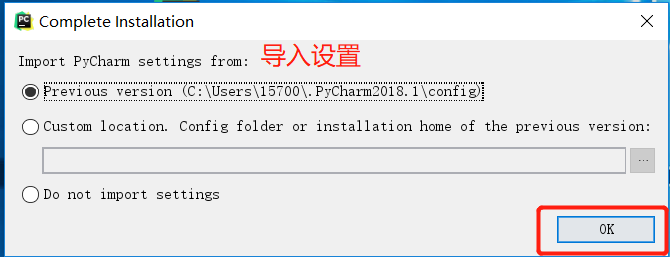 PC
Complete Installation
Import PyCharm settings from: 导入设置
Previous version (C:\Users\15700\.PyCharm2018.1\config)
Custom location. Config folder or installation home of the previous version:
...
Do not import settings
OK